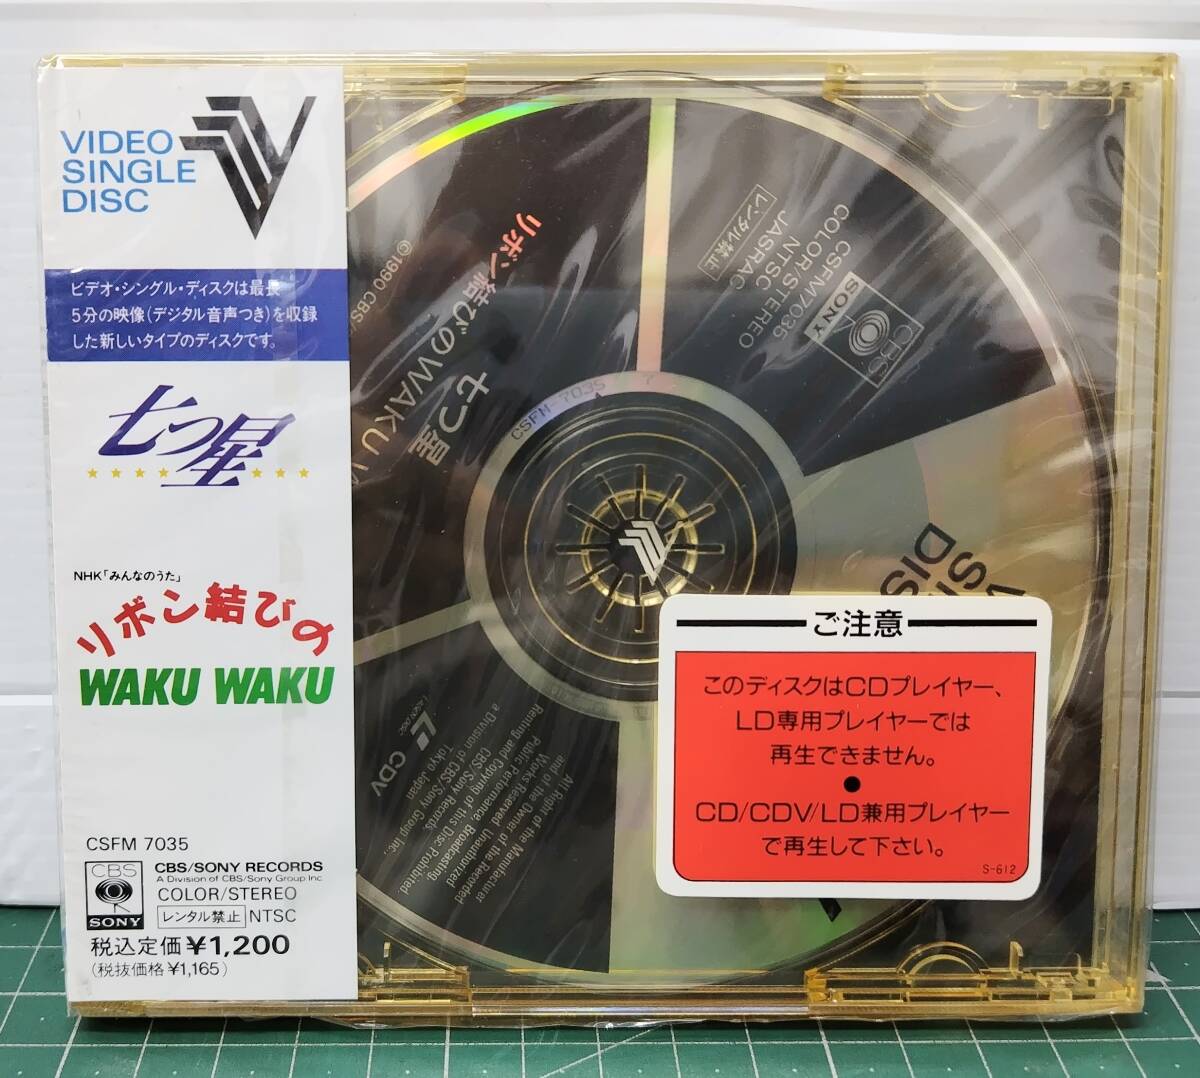 VIDEO
SINGLE
DISC
ビデオ・シングル・ディスクは最長
5分の映像(デジタル音声つき)を収録
した新しいタイプのディスクです。
七つ星
NHK「みんなのうた」
リボン結びの
WAKU WAKU
CSFM 7035
CBS
SONY
CBS/SONY RECORDS
A Division of CBS/Sony Group Inc.
COLOR/STEREO
レンタル禁止 NTSC
税込定価¥1,200
(税抜価格¥1,165)
リボン結びのWAKU W
七つ星
©1990 CBS/
CSFM-7035
レンタル禁止
JASRAC
NTSC
COLOR/STEREO
CSFM7035
SONY
CBS
DIS
CDV
All Right of the Manufacturer
and of the Owner of the Recorded
Works Reserved. Unauthorized
Public Performance, Broadcasting,
Renting and Copying of this Disc Prohibited
CBS/Sony Records
a Division of CBS/Sony Group Inc.,
Tokyo Japan
ご注意
このディスクはCDプレイヤー、
LD専用プレイヤーでは
再生できません。
CD/CDV/LD兼用プレイヤー
で再生して下さい。
S-612